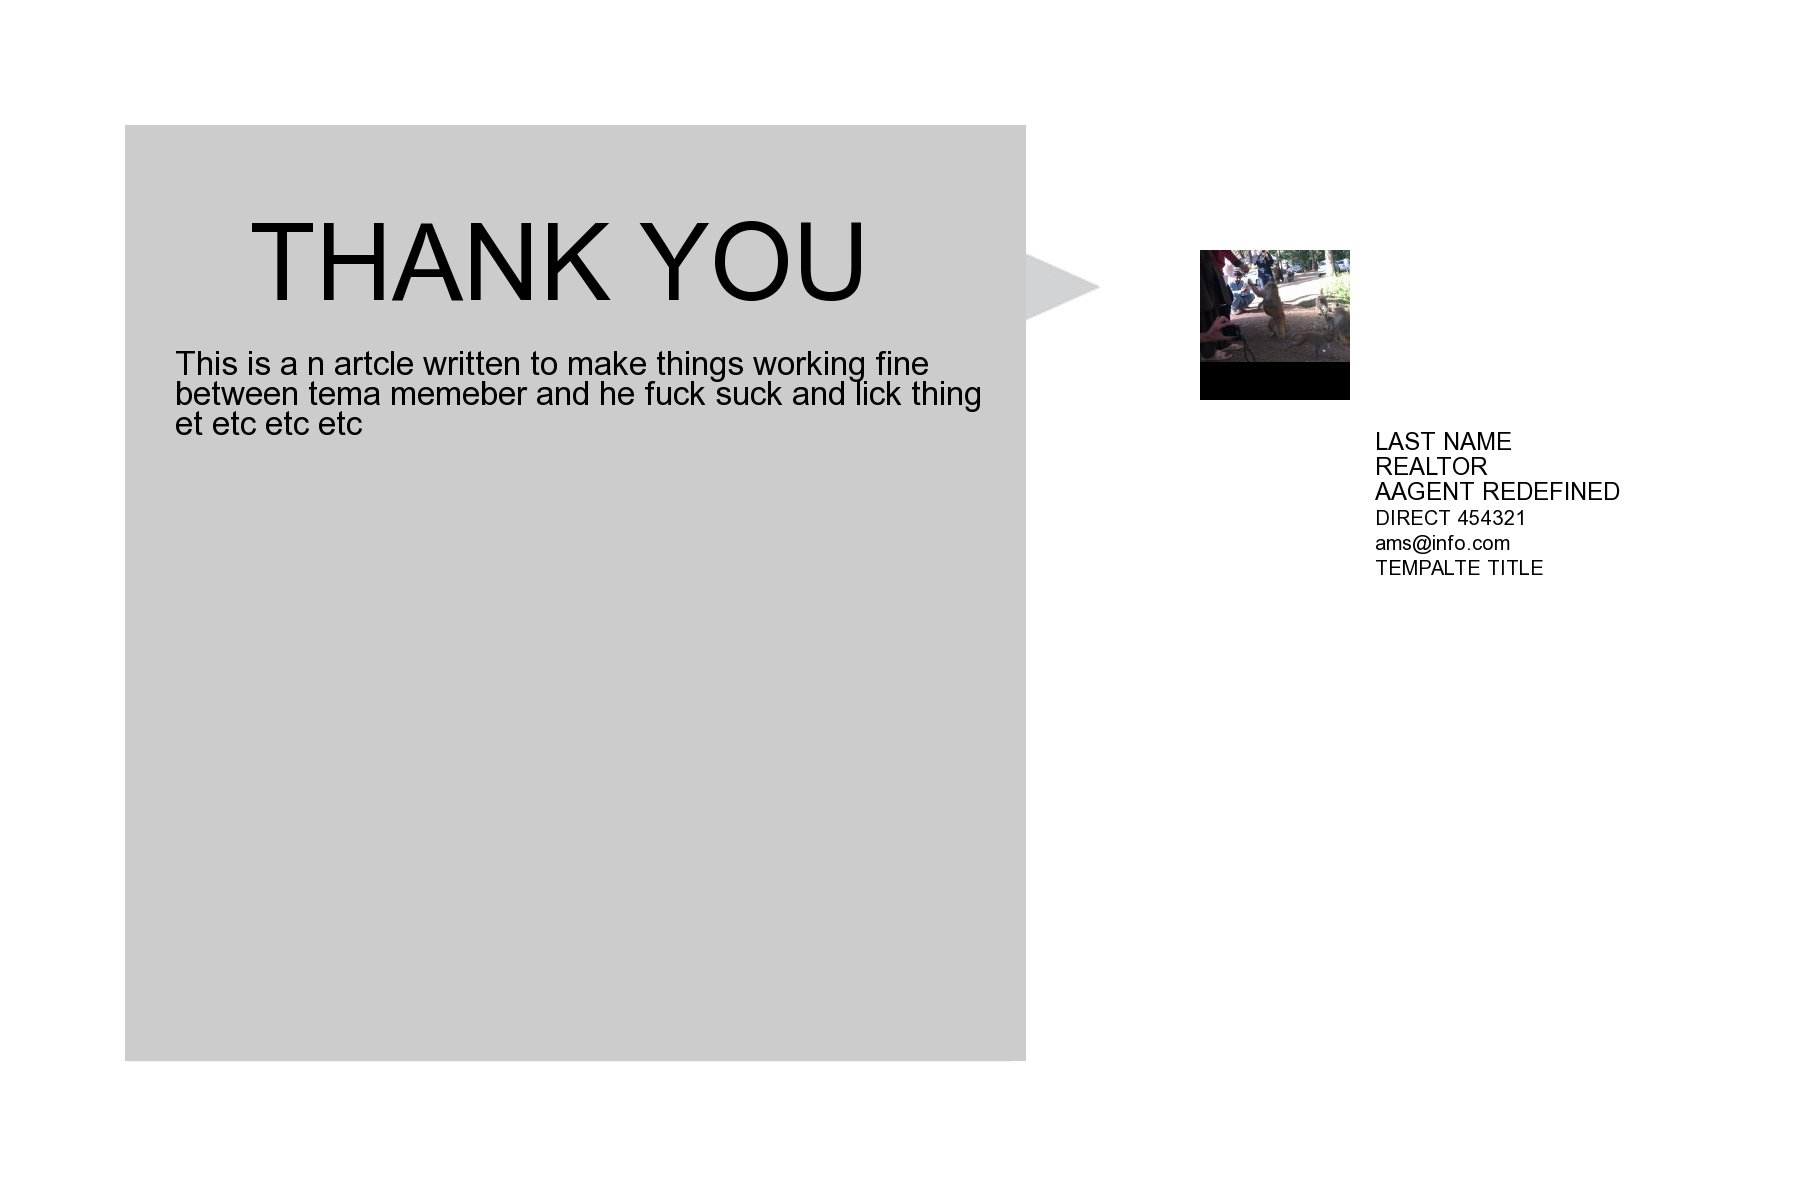 THANK YOU
This is a n artcle written to make things working fine
between tema memeber and he fuck suck and lick thing
et etc etc etc
LAST NAME
REALTOR
AAGENT REDEFINED
DIRECT 454321
ams@info.com
TEMPALTE TITLE